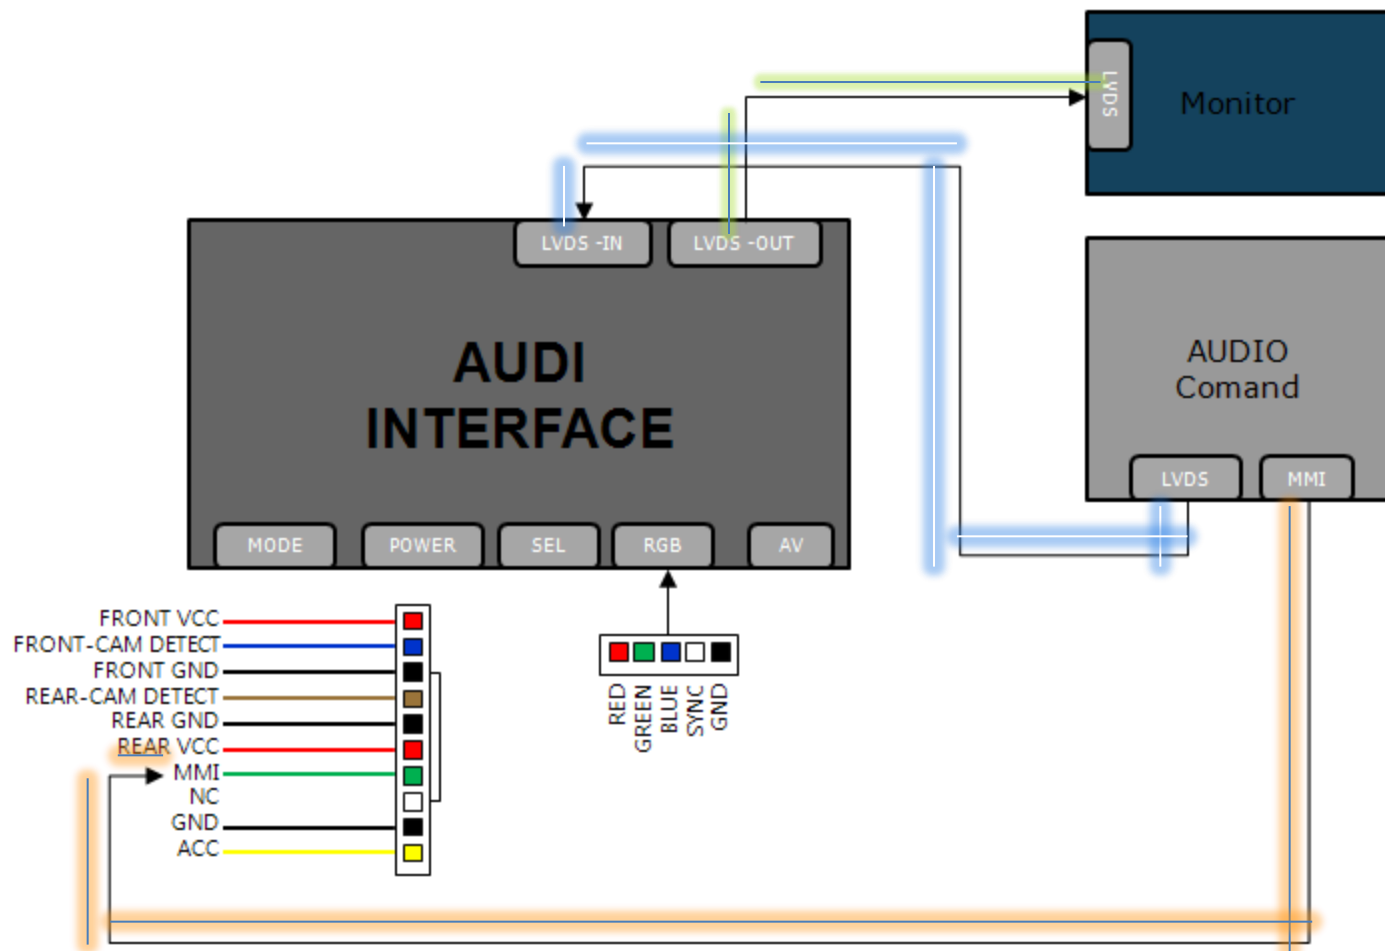 LVDS
Monitor
LVDS -IN
LVDS -OUT
AUDI
INTERFACE
AUDIO
Comand
LVDS
MMI
MODE
POWER
SEL
RGB
AV
FRONT VCC
FRONT-CAM DETECT
FRONT GND
REAR-CAM DETECT
REAR GND
REAR VCC
MMI
NC
GND
ACC
RED
GREEN
BLUE
SYNC
GND